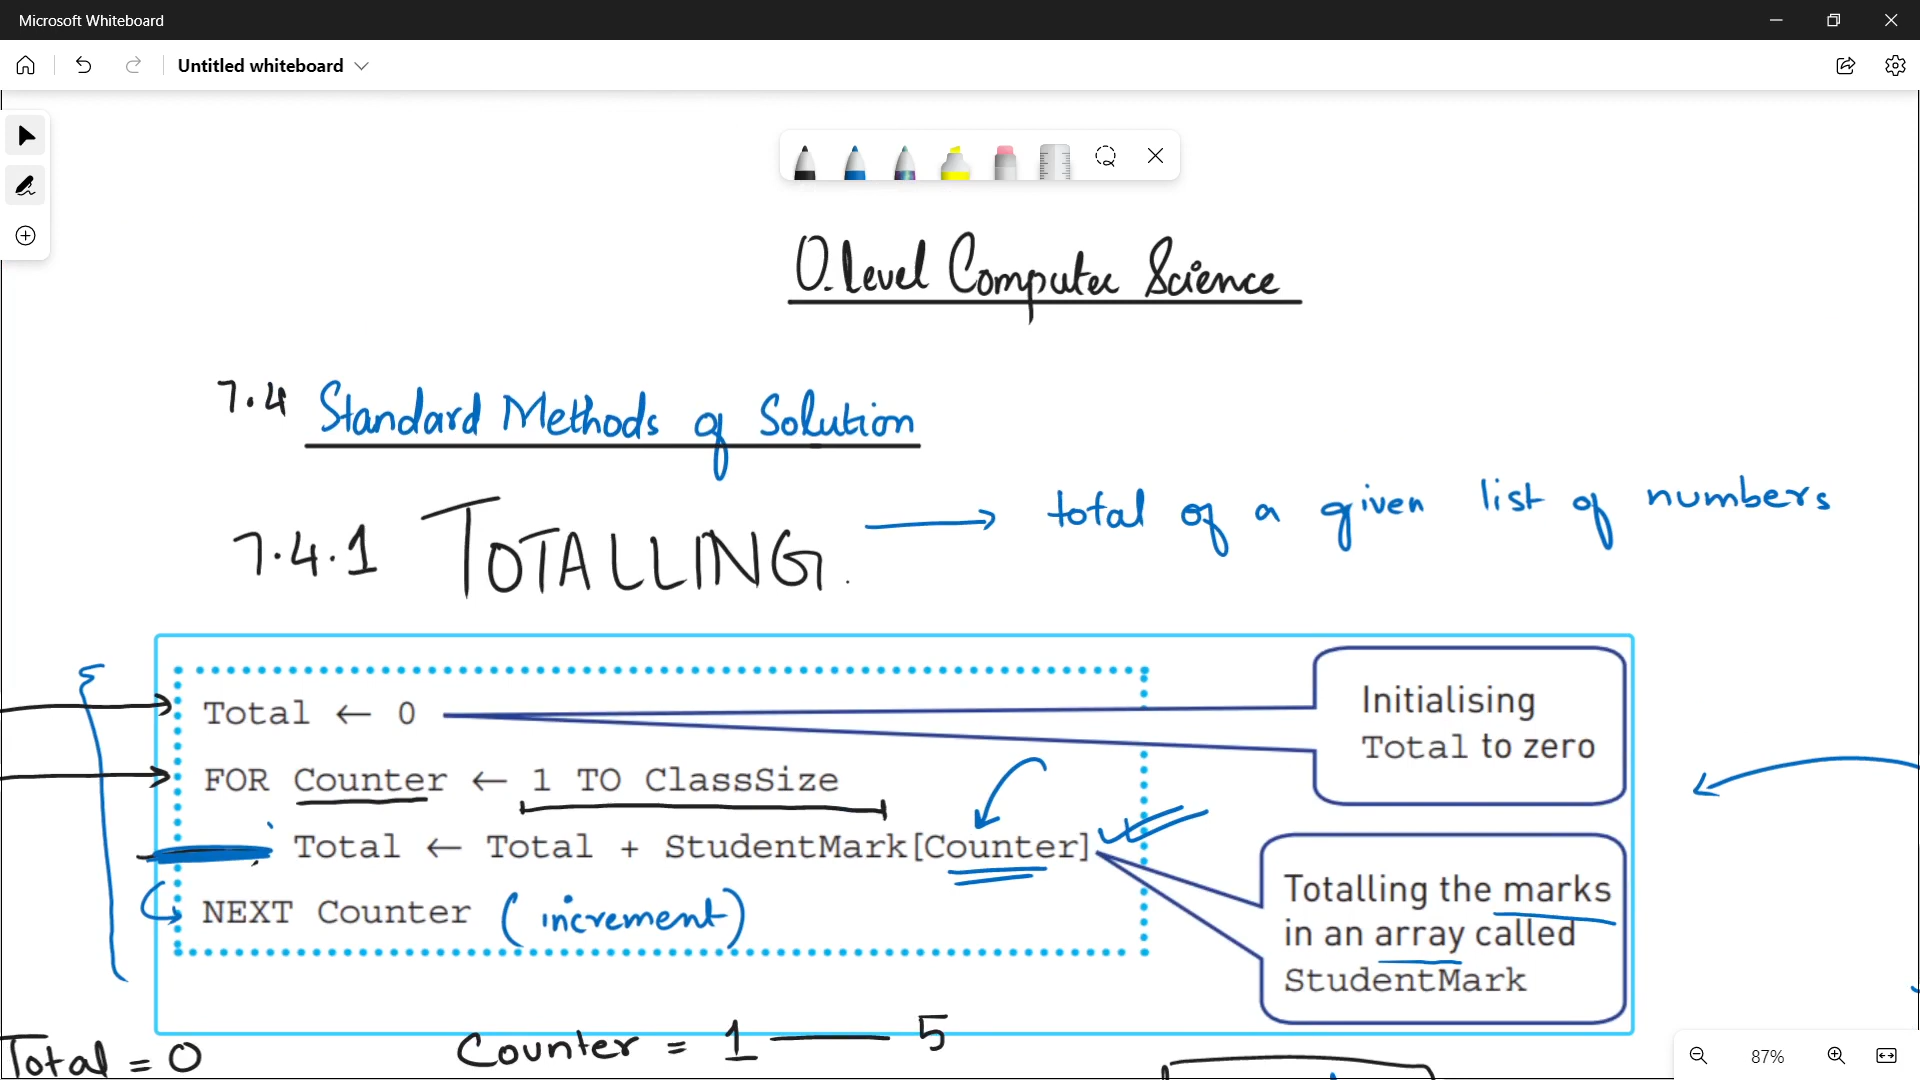 Microsoft Whiteboard
Untitled whiteboard
O.Level Computer Science
7.4 Standard Methods of Solution
7.4.1 TOTALLING. → total of a given list of numbers
Total ← 0
Initialising
Total to zero
FOR Counter ← 1 TO ClassSize
Total ← Total + StudentMark[Counter]
NEXT Counter (increment)
Totalling the marks
in an array called
StudentMark
Total = 0
Counter = 1 — 5
87%